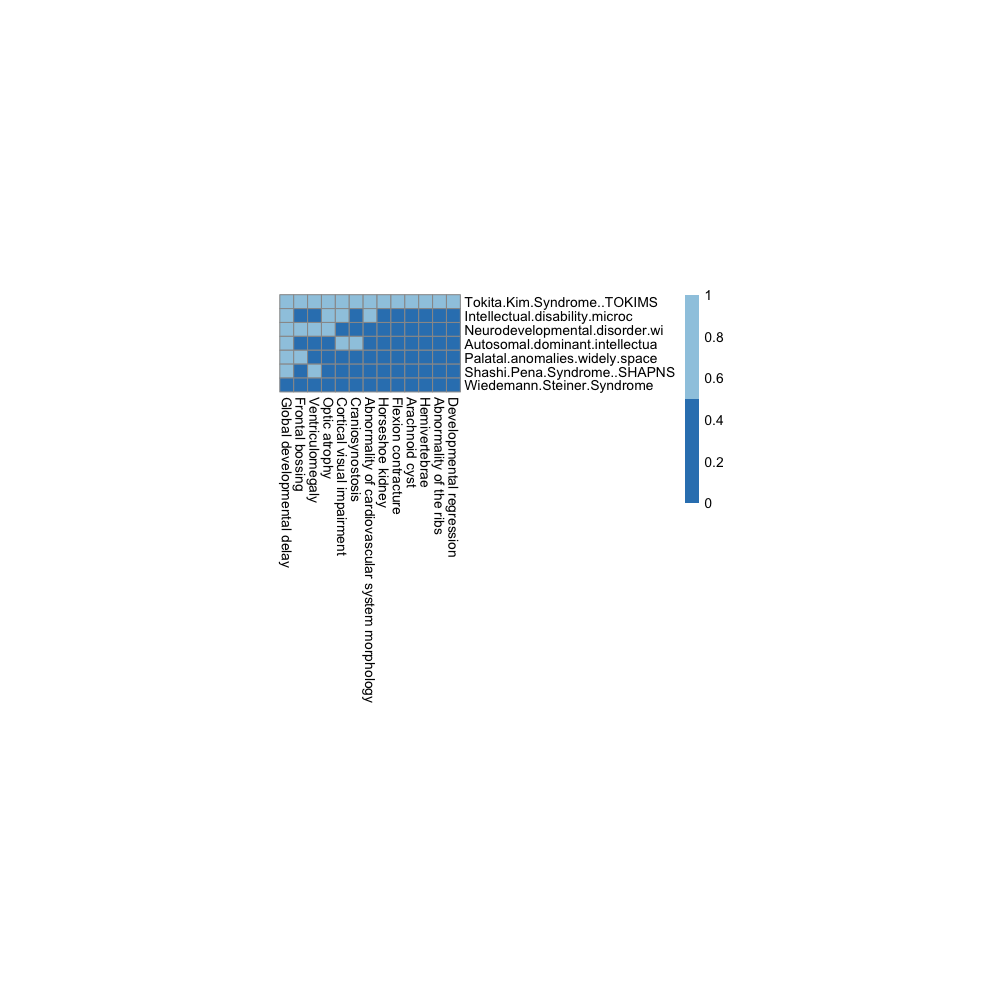 Tokita.Kim.Syndrome..TOKIMS
Intellectual.disability.microc
Neurodevelopmental.disorder.wi
Autosomal.dominant.intellectua
Palatal.anomalies.widely.space
Shashi.Pena.Syndrome..SHAPNS
Wiedemann.Steiner.Syndrome
1
0.8
0.6
0.4
0.2
0
Global developmental delay
Frontal bossing
Ventriculomegaly
Optic atrophy
Cortical visual impairment
Craniosynostosis
Abnormality of cardiovascular system morphology
Horseshoe kidney
Flexion contracture
Arachnoid cyst
Hemivertebrae
Abnormality of the ribs
Developmental regression